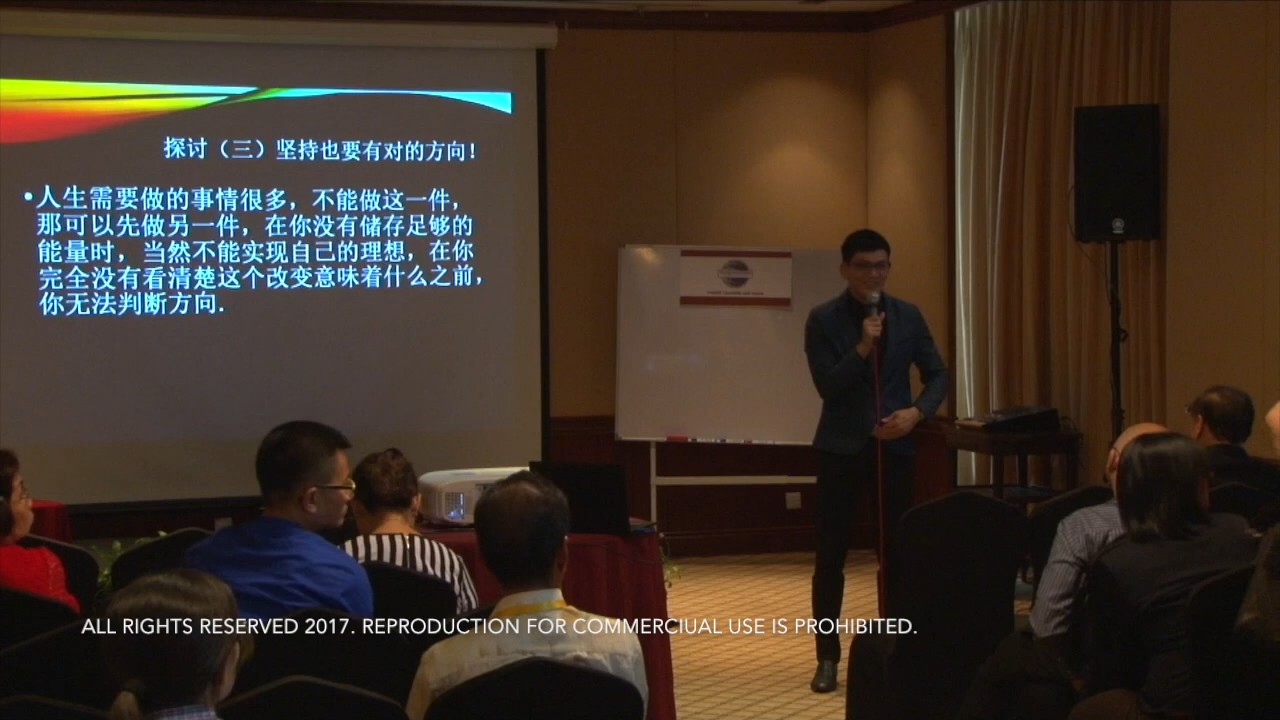 探讨（三）坚持也要有对的方向！
•人生需要做的事情很多，不能做这一件，
那可以先做另一件，在你没有储存足够的
能量时，当然不能实现自己的理想，在你
完全没有看清楚这个改变意味着什么之前，
你无法判断方向.
ALL RIGHTS RESERVED 2017. REPRODUCTION FOR COMMERCIUAL USE IS PROHIBITED.